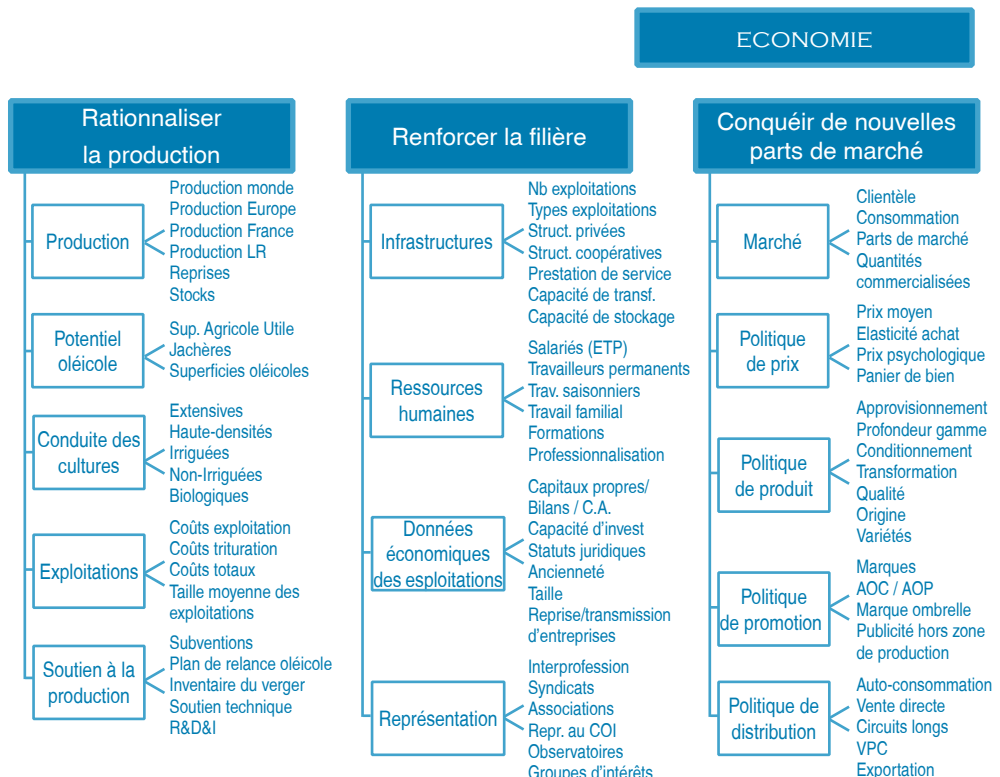 ECONOMIE
Rationnaliser
la production
Production
Production monde
Production Europe
Production France
Production LR
Reprises
Stocks
Potentiel
oléicole
Sup. Agricole Utile
Jachères
Superficies oléicoles
Conduite des
cultures
Extensives
Haute-densités
Irriguées
Non-Irriguées
Biologiques
Exploitations
Coûts exploitation
Coûts trituration
Coûts totaux
Taille moyenne des
exploitations
Soutien à la
production
Subventions
Plan de relance oléicole
Inventaire du verger
Soutien technique
R&D&I
Renforcer la filière
Infrastructures
Nb exploitations
Types exploitations
Struct. privées
Struct. coopératives
Prestation de service
Capacité de transf.
Capacité de stockage
Ressources
humaines
Salariés (ETP)
Travailleurs permanents
Trav. saisonniers
Travail familial
Formations
Professionnalisation
Données
économiques
des esploitations
Capitaux propres/
Bilans / C.A.
Capacité d'invest
Statuts juridiques
Ancienneté
Taille
Reprise/transmission
d'entreprises
Représentation
Interprofession
Syndicats
Associations
Repr. au COI
Observatoires
Groupes d'intérêts
Conquéir de nouvelles
parts de marché
Marché
Clientèle
Consommation
Parts de marché
Quantités
commercialisées
Politique
de prix
Prix moyen
Elasticité achat
Prix psychologique
Panier de bien
Politique
de produit
Approvisionnement
Profondeur gamme
Conditionnement
Transformation
Qualité
Origine
Variétés
Politique
de promotion
Marques
AOC / AOP
Marque ombrelle
Publicité hors zone
de production
Politique de
distribution
Auto-consommation
Vente directe
Circuits longs
VPC
Exportation